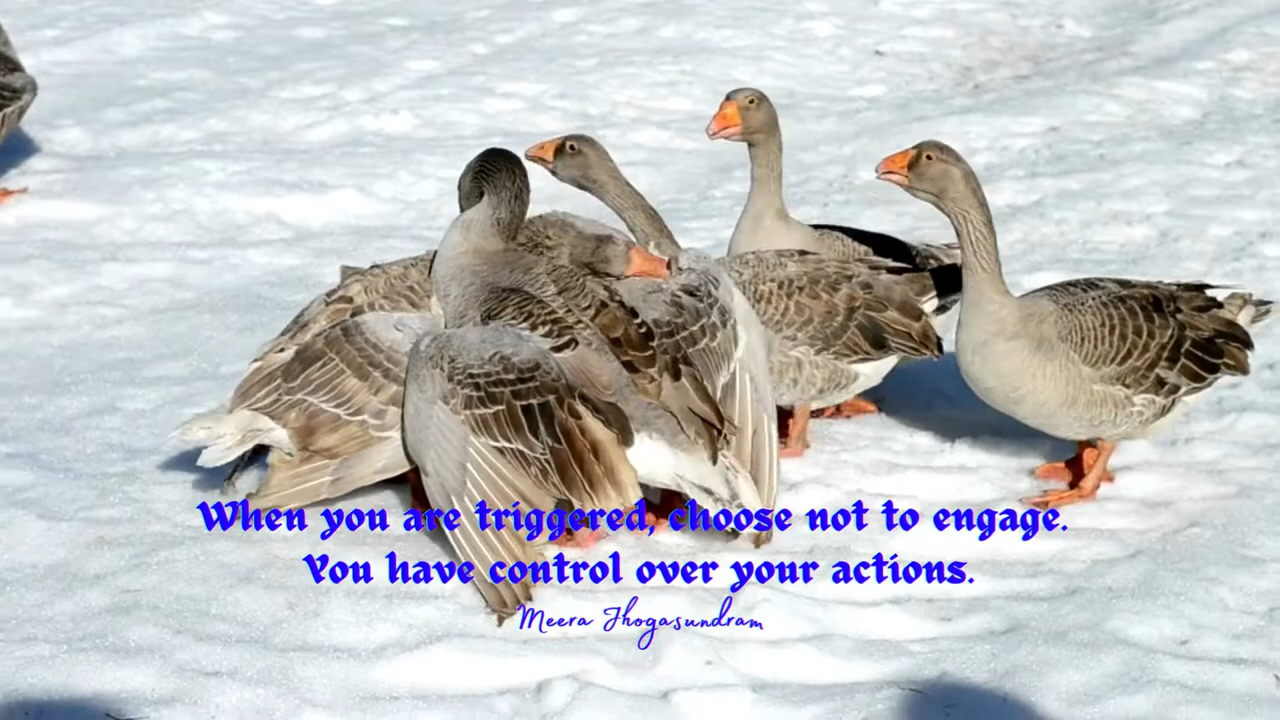 When you are triggered, choose not to engage.
You have control over your actions.
Meera Jhogasundram